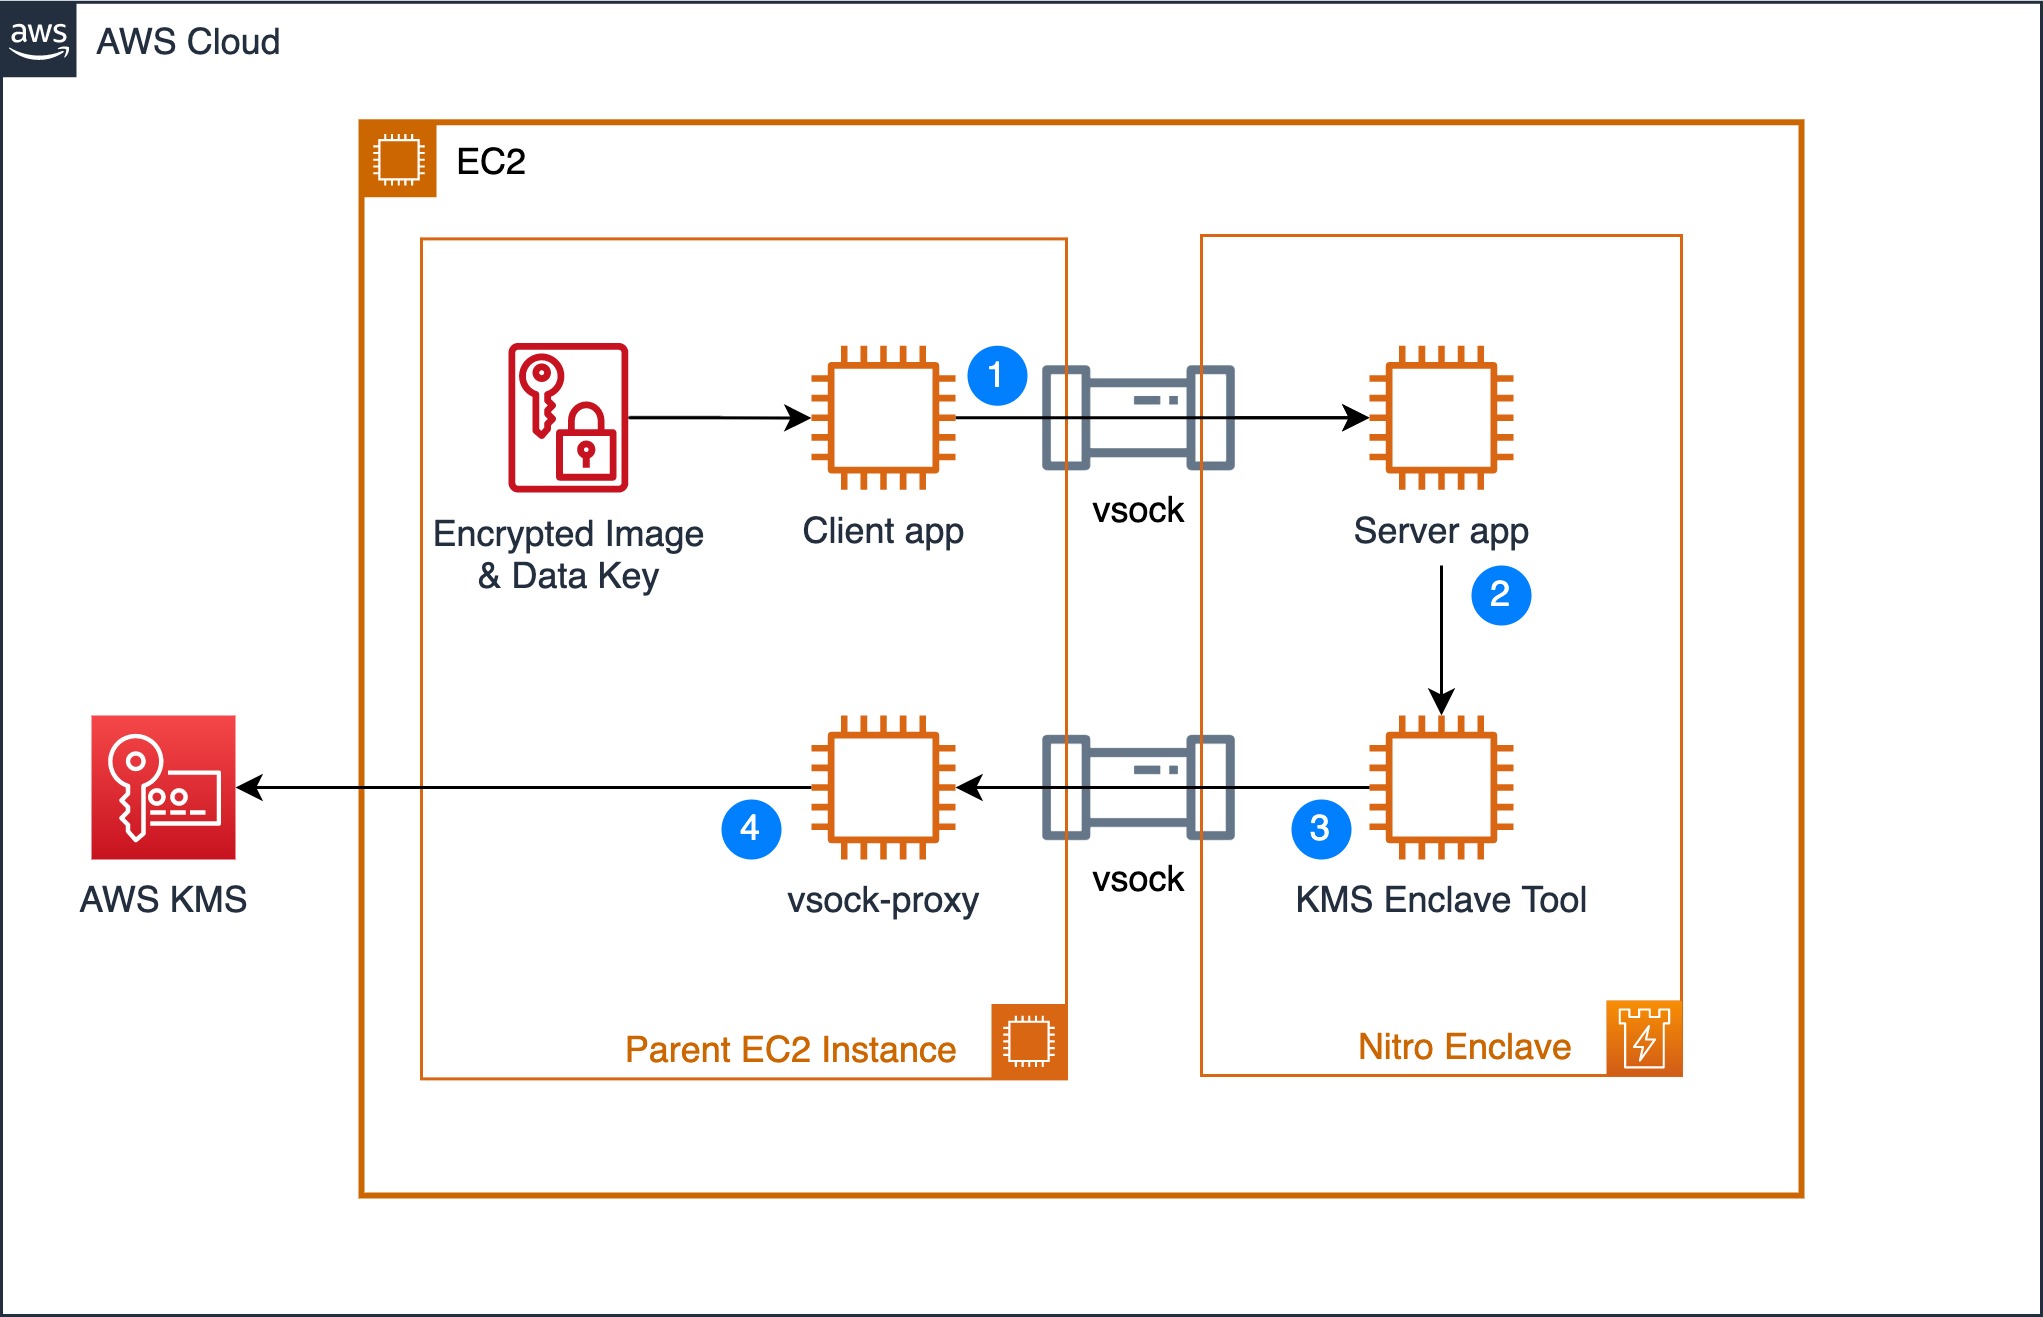 aws
AWS Cloud
EC2
1
Encrypted Image
& Data Key
Client app
vsock
Server app
2
AWS KMS
4
vsock-proxy
vsock
3
KMS Enclave Tool
Parent EC2 Instance
Nitro Enclave